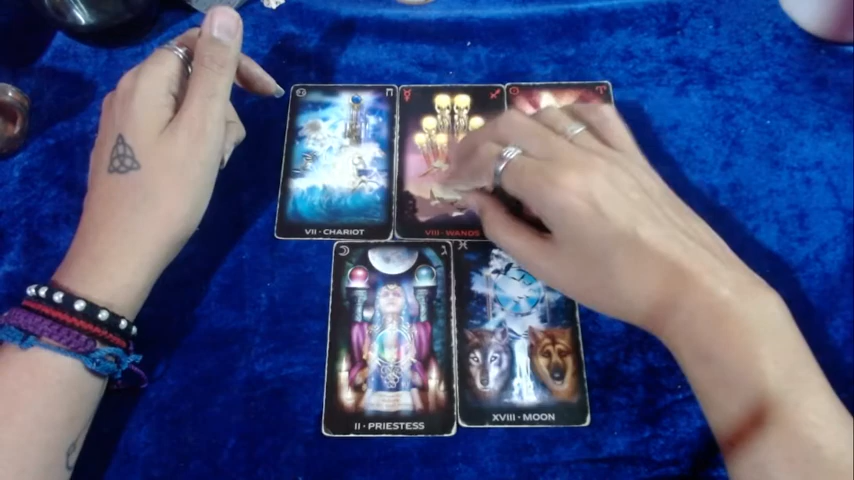 VII · CHARIOT
VIII · WANDS
II · PRIESTESS
XVIII · MOON